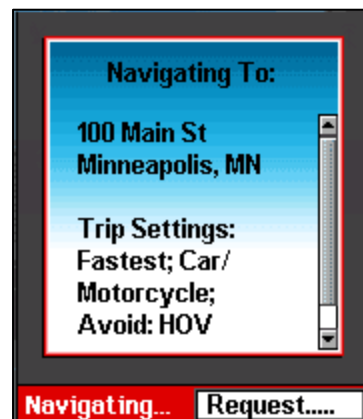 Navigating To:
100 Main St
Minneapolis, MN
Trip Settings:
Fastest; Car/
Motorcycle;
Avoid: HOV
Navigating... Request.....